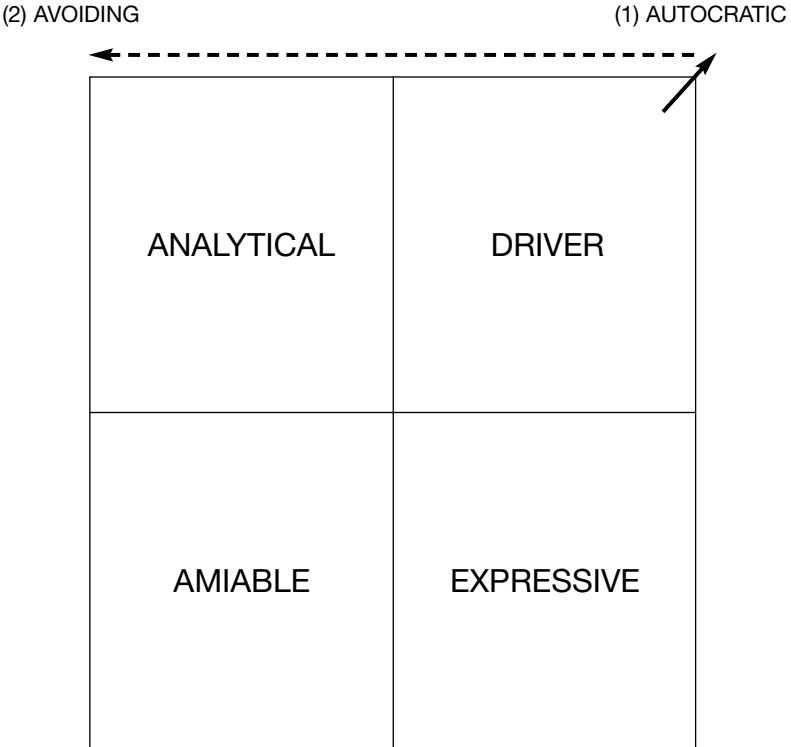 (2) AVOIDING (1) AUTOCRATIC
ANALYTICAL DRIVER
AMIABLE EXPRESSIVE